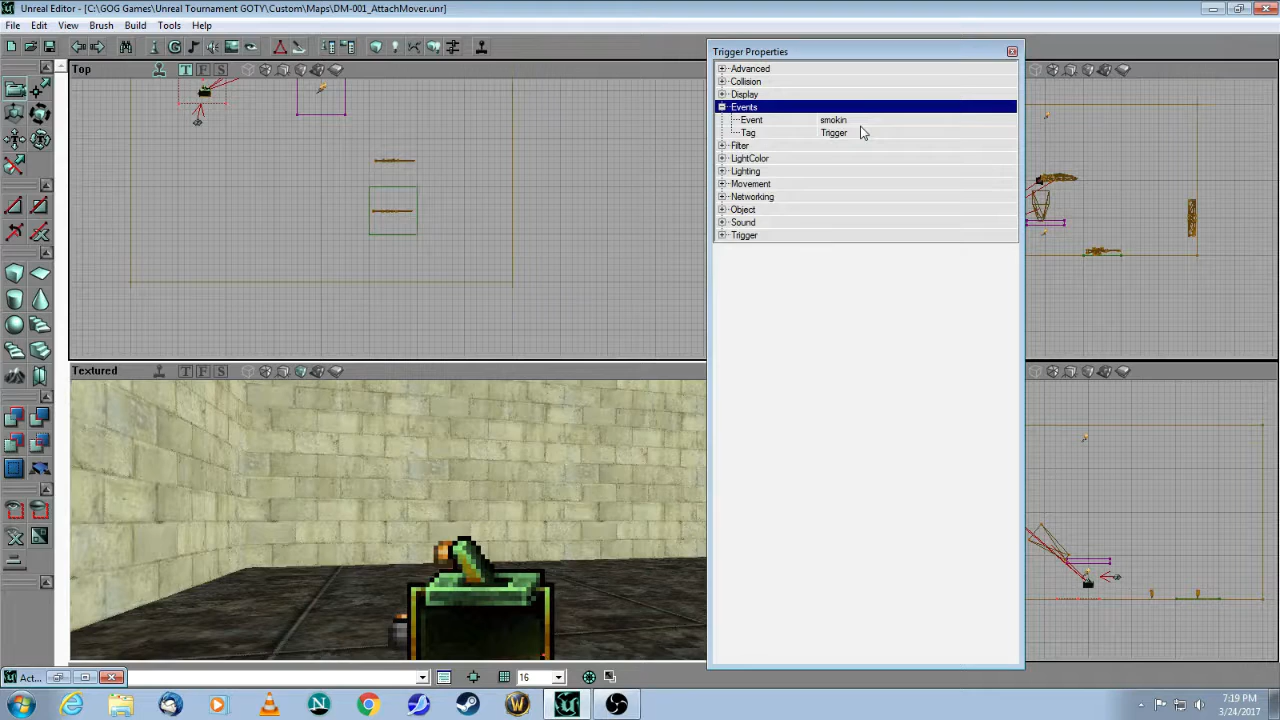 Unreal Editor - [C:\GOG Games\Unreal Tournament GOTY\Custom\Maps\DM-001_AttachMover.unr]
File Edit View Brush Build Tools Help
Top T F S
Trigger Properties
Advanced
Collision
Display
Events
Event smokin
Tag Trigger
Filter
LightColor
Lighting
Movement
Networking
Object
Sound
Trigger
Textured T F S
Act...
16
7:19 PM
3/24/2017